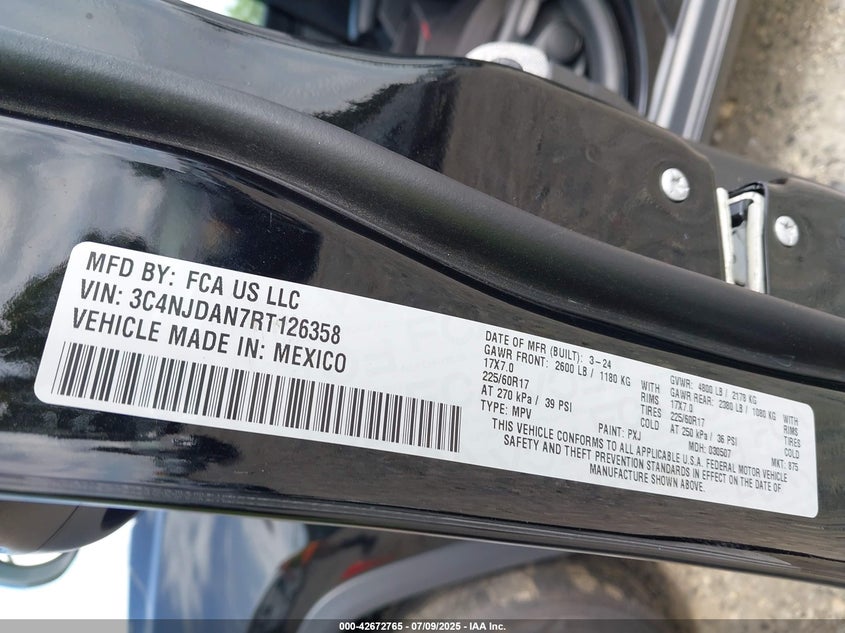 MFD BY: FCA US LLC
VIN: 3C4NJDAN7RT126358
VEHICLE MADE IN: MEXICO
DATE OF MFR (BUILT): 3-24
GVWR: 4800 LB / 2178 KG
GAWR FRONT: 2600 LB / 1180 KG WITH
GAWR REAR: 2380 LB / 1080 KG WITH
17X7.0 RIMS
17X7.0 RIMS
225/60R17 TIRES
225/60R17 TIRES
AT 270 kPa / 39 PSI COLD
AT 250 kPa / 36 PSI COLD
TYPE: MPV
PAINT: PXJ
MDH: 030507
MKT: 875
THIS VEHICLE CONFORMS TO ALL APPLICABLE U.S.A. FEDERAL MOTOR VEHICLE
SAFETY AND THEFT PREVENTION STANDARDS IN EFFECT ON THE DATE OF
MANUFACTURE SHOWN ABOVE.
000-42672765 - 07/09/2025 - IAA Inc.